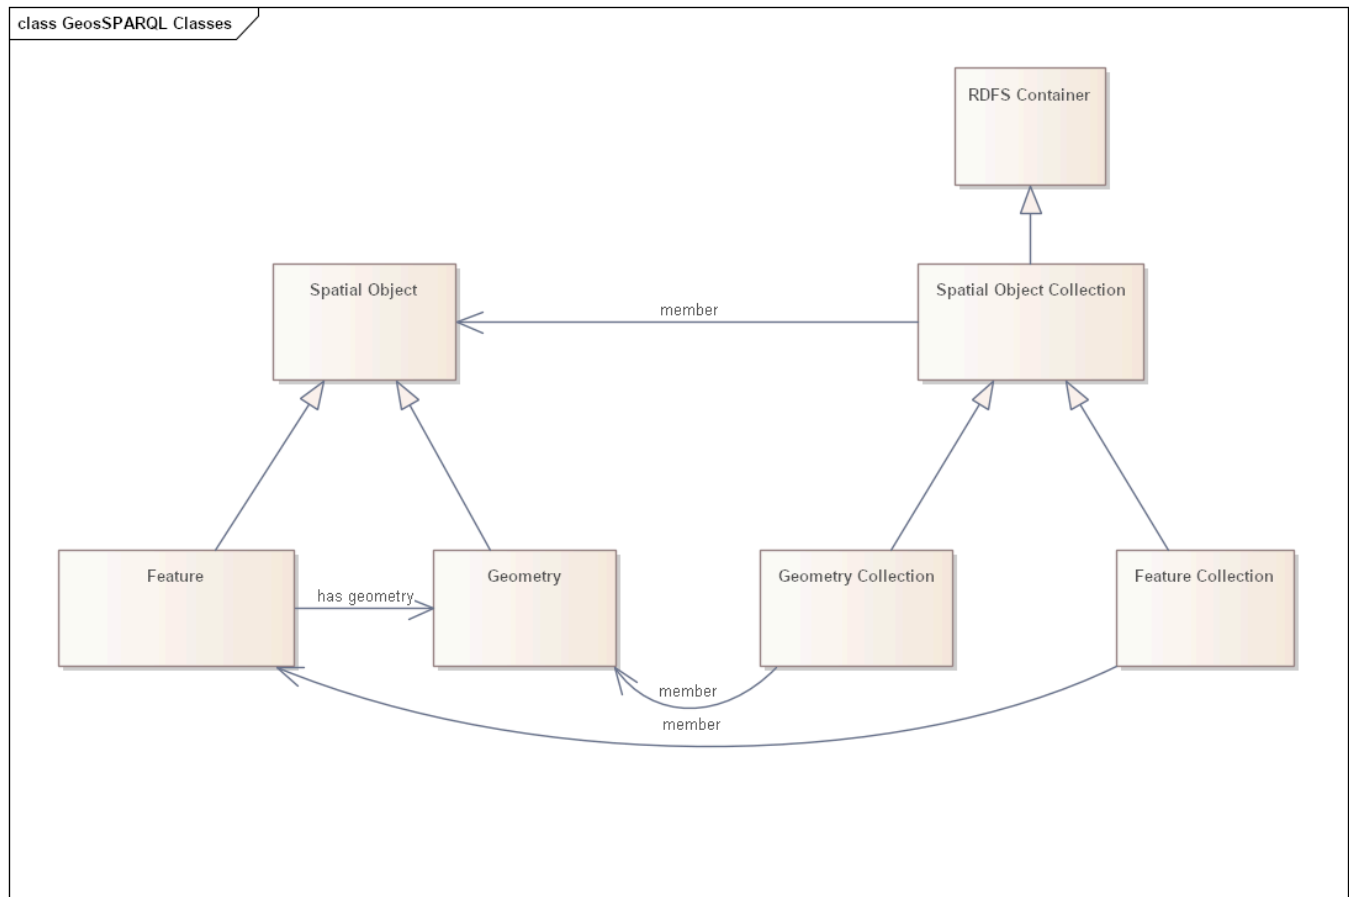 class GeosSPARQL Classes
RDFS Container
Spatial Object
Spatial Object Collection
member
Feature
Geometry
Geometry Collection
Feature Collection
has geometry
member
member